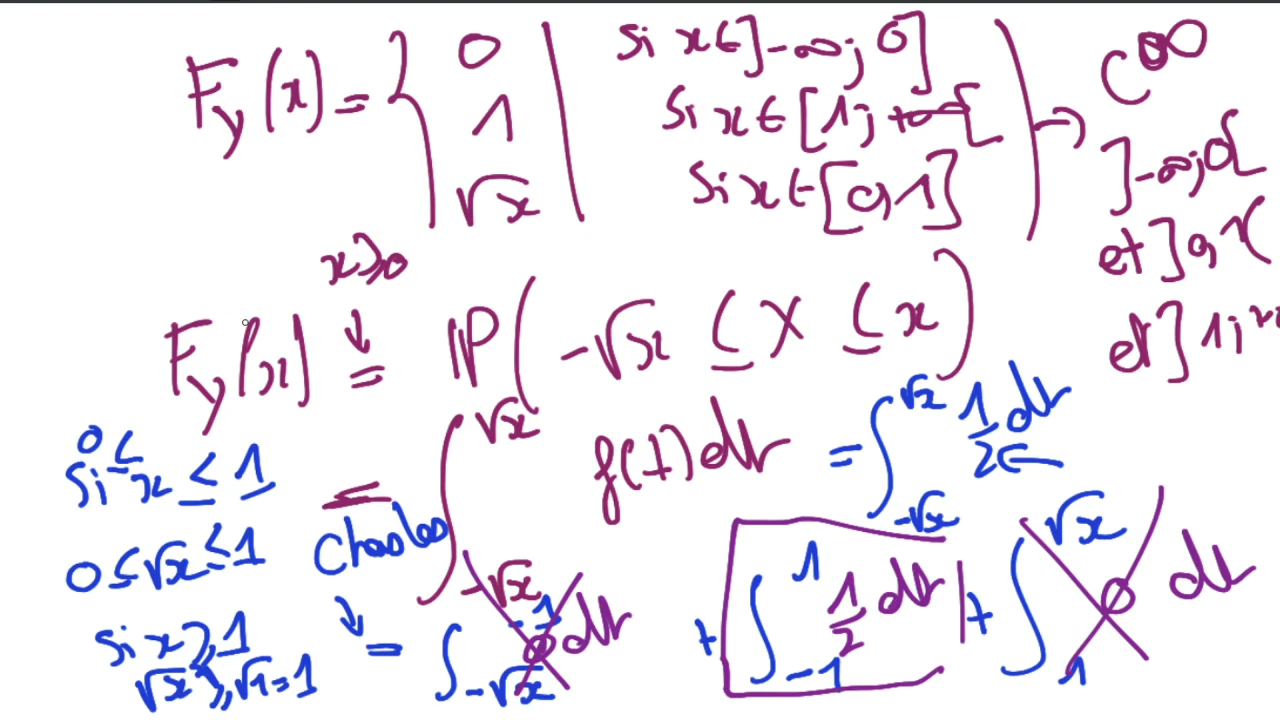 F_y(x) = { 0 | si x ∈ ]-∞; 0]
1 | si x ∈ [1; +∞[
√x | si x ∈ [0,1]
→ C^∞
]-∞; 0[
et ]0,1[
et ]1;
x ≥ 0
↓
F_y(x) = P(-√x ≤ X ≤ x)
0 ≤
si x ≤ 1
0 ≤ √x ≤ 1
= ∫_{-√x}^{√x} f(t) dt = ∫_{-√x}^{√x} 1/2 dt
si x ≥ 1
√x ≥ √1 = 1
Chasles
↓
= ∫_{-√x}^{-1} 0 dt + ∫_{-1}^{1} 1/2 dt + ∫_{1}^{√x} 0 dt